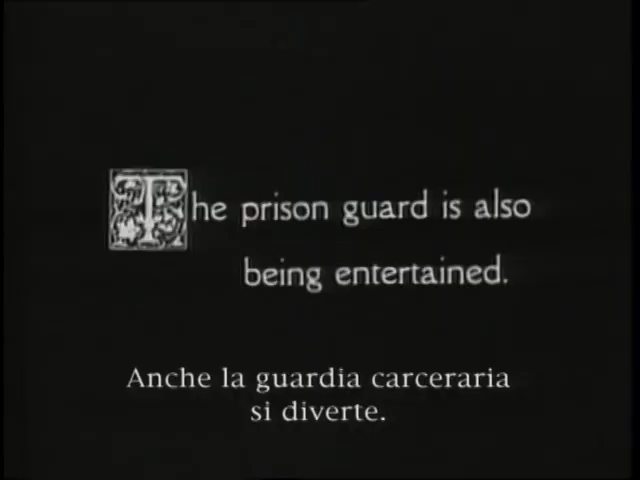 The prison guard is also
being entertained.
Anche la guardia carceraria
si diverte.